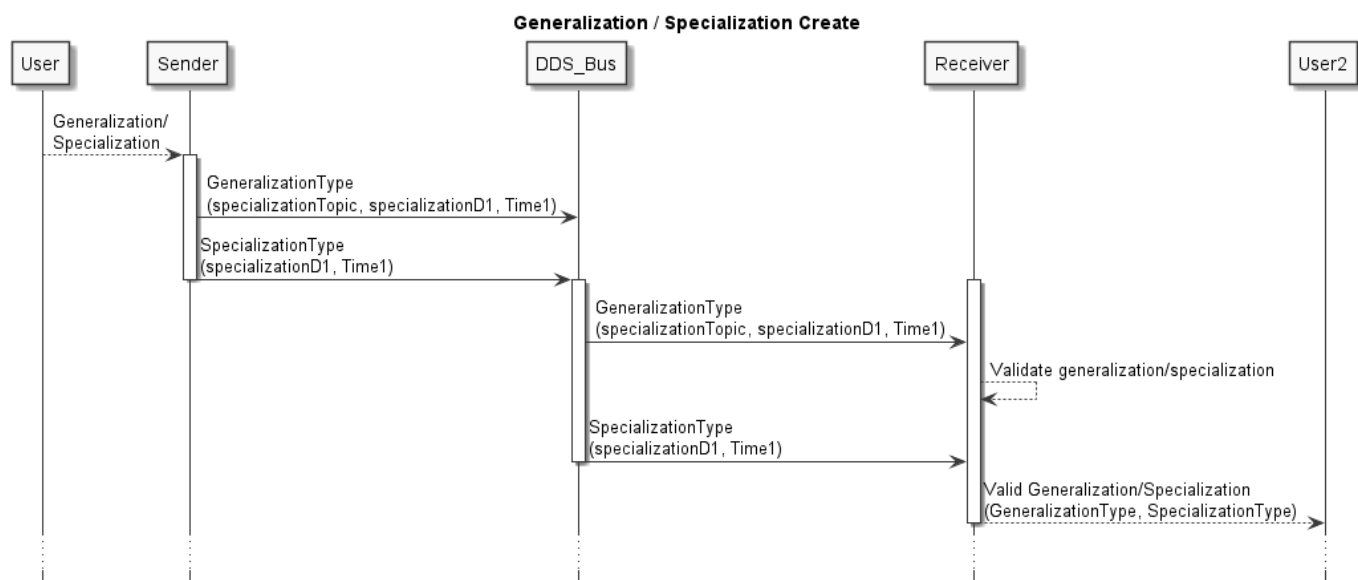 Generalization / Specialization Create
User
Sender
DDS_Bus
Receiver
User2
Generalization/
Specialization
GeneralizationType
(specializationTopic, specializationD1, Time1)
SpecializationType
(specializationD1, Time1)
GeneralizationType
(specializationTopic, specializationD1, Time1)
Validate generalization/specialization
SpecializationType
(specializationD1, Time1)
Valid Generalization/Specialization
(GeneralizationType, SpecializationType)